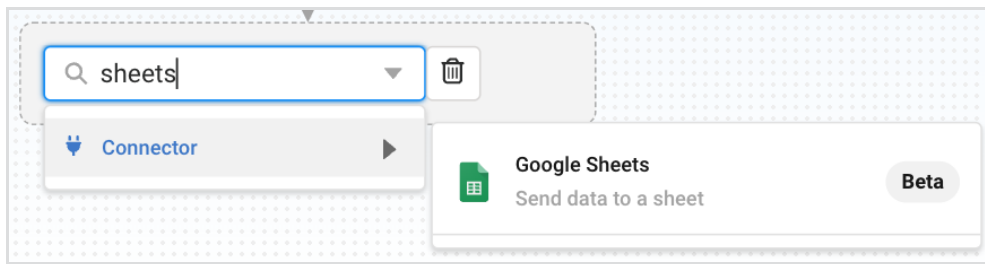 sheets
Connector
Google Sheets
Send data to a sheet
Beta